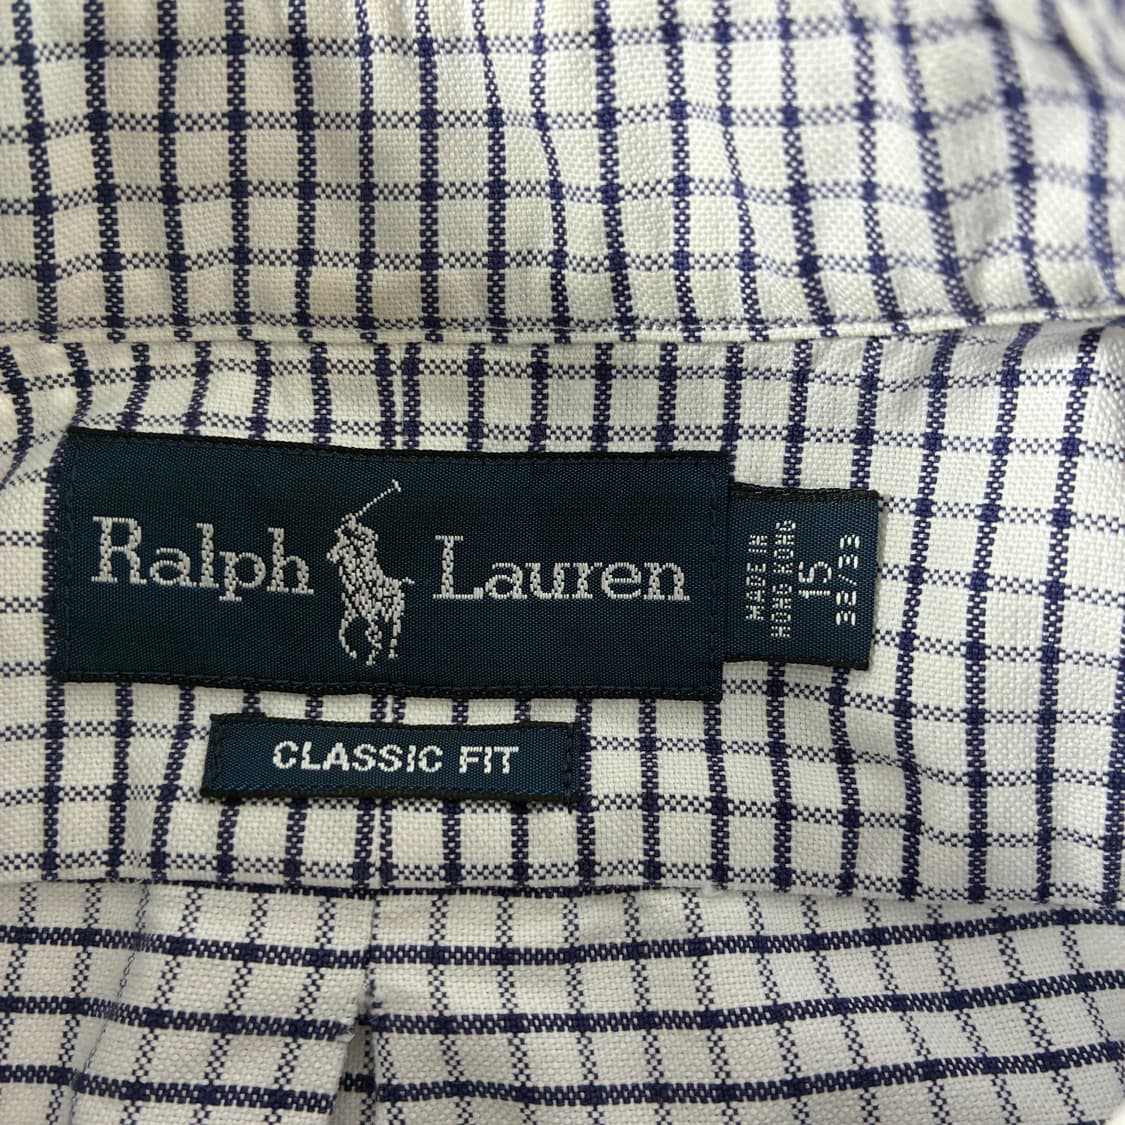 Ralph Lauren
MADE IN
HONG KONG
15
32/33
CLASSIC FIT